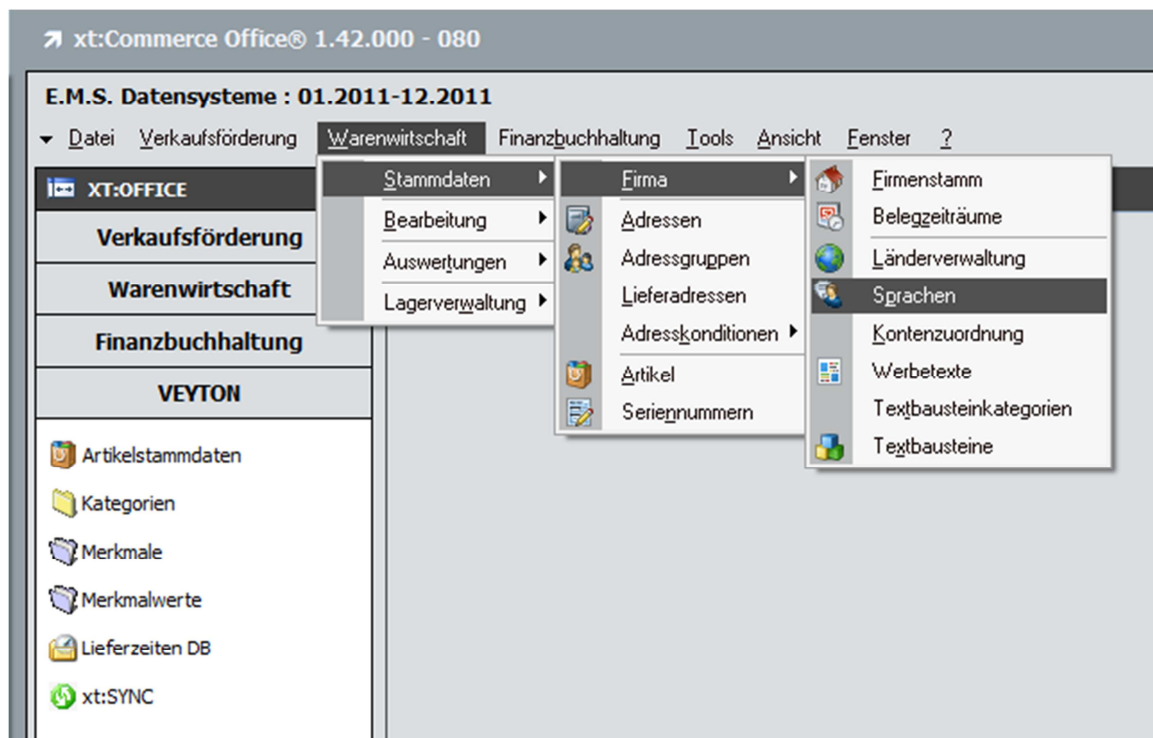 xt:Commerce Office® 1.42.000 - 080
E.M.S. Datensysteme : 01.2011-12.2011
Datei Verkaufsförderung Warenwirtschaft Finanzbuchhaltung Tools Ansicht Fenster ?
XT:OFFICE
Verkaufsförderung
Warenwirtschaft
Finanzbuchhaltung
VEYTON
Artikelstammdaten
Kategorien
Merkmale
Merkmalwerte
Lieferzeiten DB
xt:SYNC
Stammdaten
Bearbeitung
Auswertungen
Lagerverwaltung
Firma
Adressen
Adressgruppen
Lieferadressen
Adresskonditionen
Artikel
Seriennummern
Firmenstamm
Belegzeiträume
Länderverwaltung
Sprachen
Kontenzuordnung
Werbetexte
Textbausteinkategorien
Textbausteine